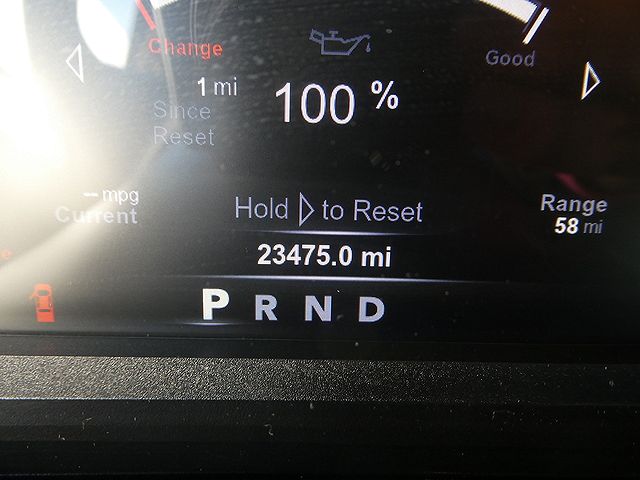 Change
Good
1 mi
Since
Reset
100 %
-- mpg
Current
Hold ▷ to Reset
Range
58 mi
23475.0 mi
P R N D